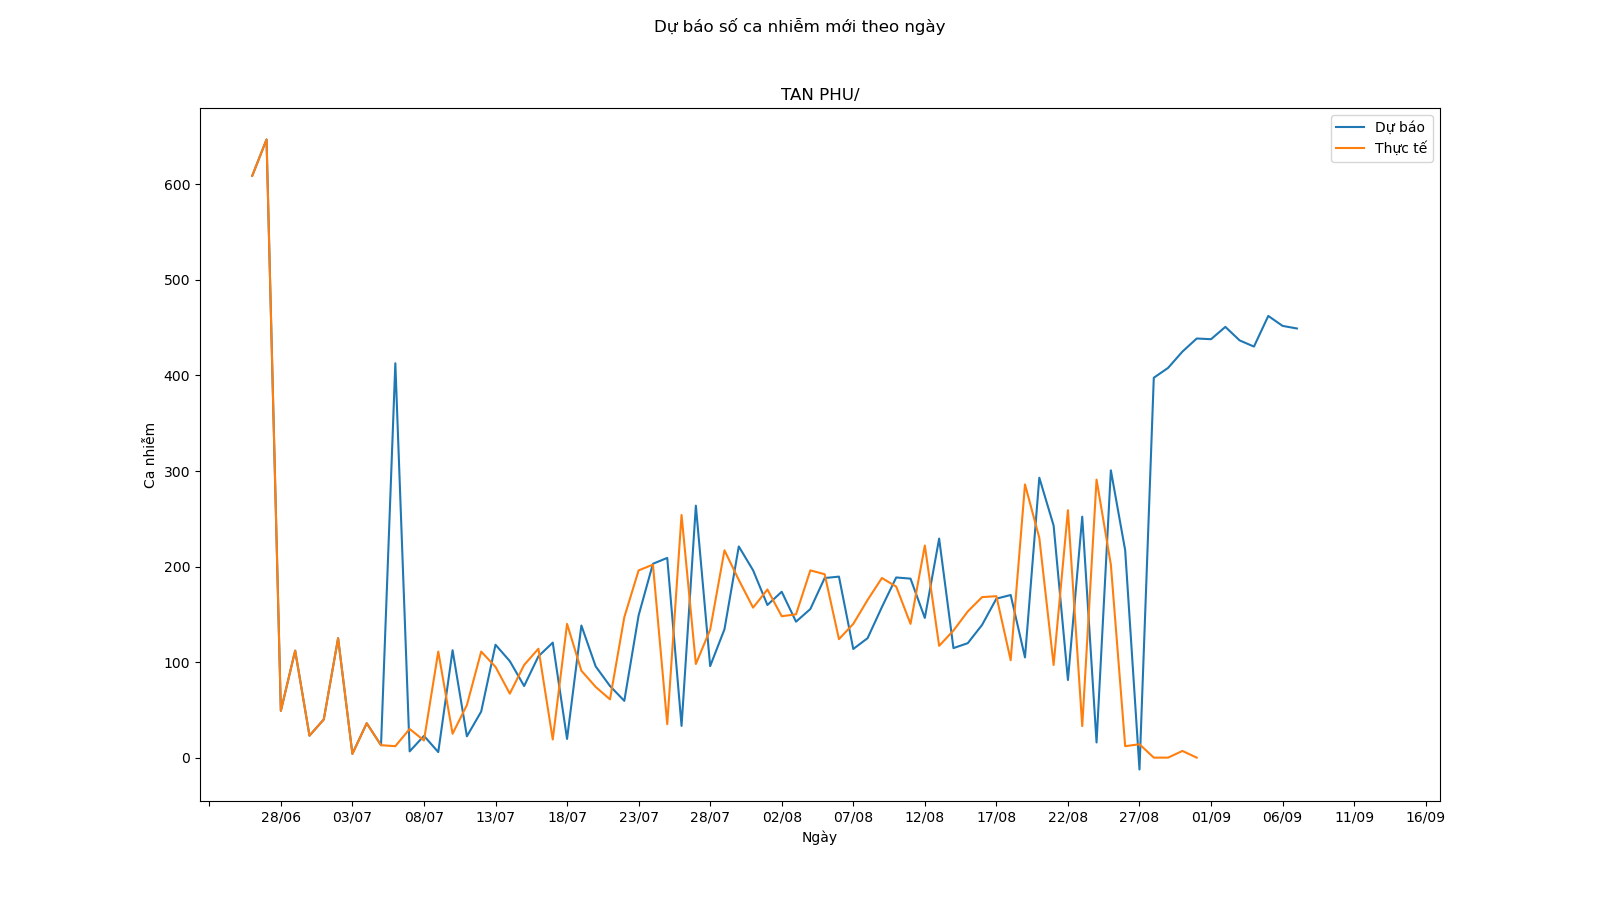 Dự báo số ca nhiễm mới theo ngày
TAN PHU/
Dự báo
Thực tế
600
500
400
300
200
100
0
Ca nhiễm
28/06 03/07 08/07 13/07 18/07 23/07 28/07 02/08 07/08 12/08 17/08 22/08 27/08 01/09 06/09 11/09 16/09
Ngày